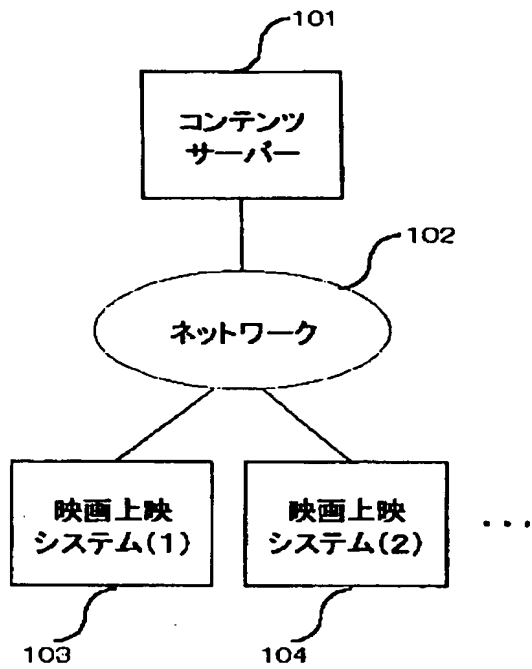 101
コンテンツ
サーバー
102
ネットワーク
映画上映
システム(1)
映画上映
システム(2)
...
103
104